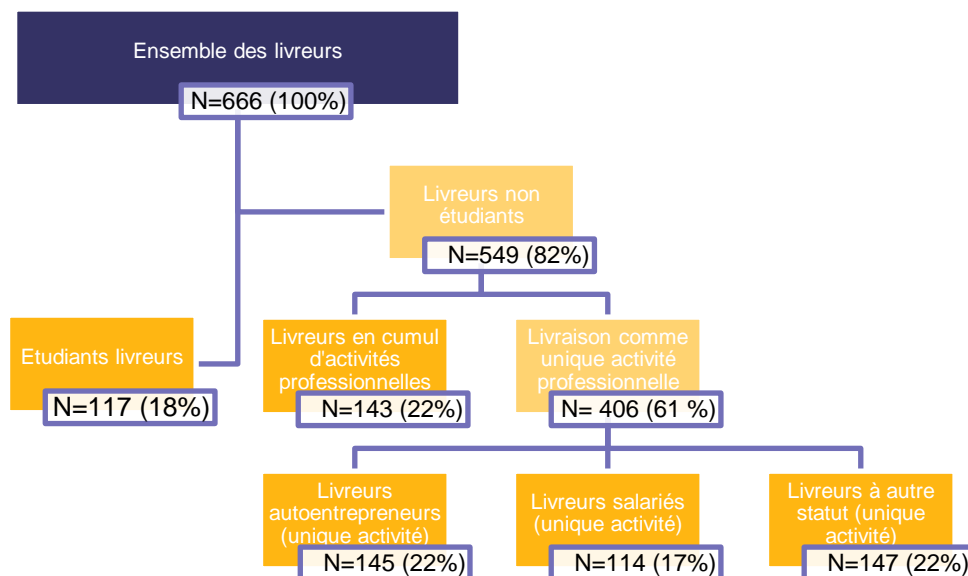 Ensemble des livreurs
N=666 (100%)
Livreurs non
étudiants
N=549 (82%)
Etudiants livreurs
N=117 (18%)
Livreurs en cumul
d'activités
professionnelles
N=143 (22%)
Livraison comme
unique activité
professionnelle
N= 406 (61 %)
Livreurs
autoentrepreneurs
(unique activité)
N=145 (22%)
Livreurs salariés
(unique activité)
N=114 (17%)
Livreurs à autre
statut (unique
activité)
N=147 (22%)